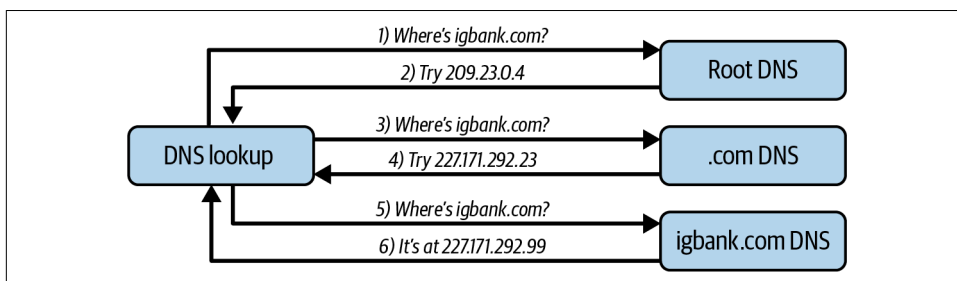 1) Where's igbank.com?
Root DNS
2) Try 209.23.0.4
DNS lookup
3) Where's igbank.com?
.com DNS
4) Try 227.171.292.23
5) Where's igbank.com?
igbank.com DNS
6) It's at 227.171.292.99